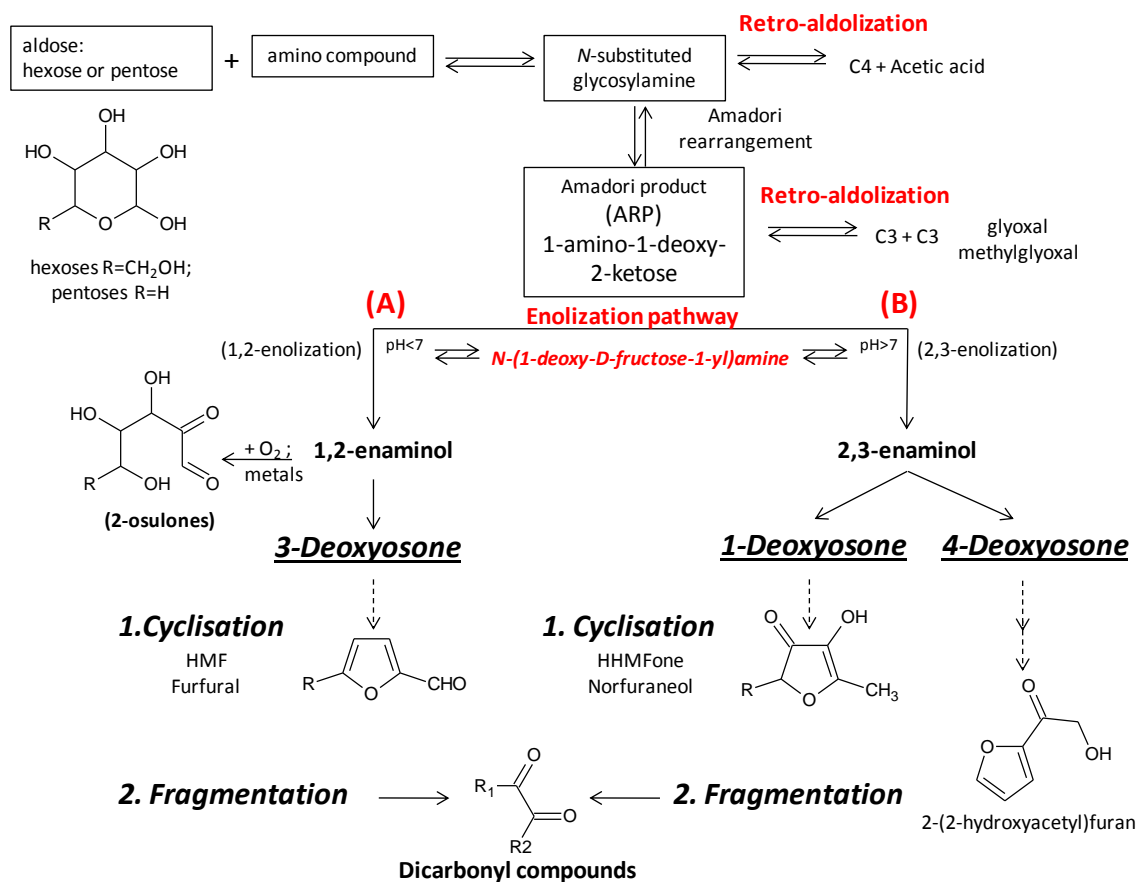 Retro-aldolization
aldose:
hexose or pentose
+
amino compound
N-substituted
glycosylamine
C4 + Acetic acid
Amadori
rearrangement
OH
HO
OH
R
O
OH
hexoses R=CH2OH;
pentoses R=H
Amadori product
(ARP)
1-amino-1-deoxy-
2-ketose
Retro-aldolization
C3 + C3
glyoxal
methylglyoxal
(A)
(B)
Enolization pathway
(1,2-enolization)
pH<7
N-(1-deoxy-D-fructose-1-yl)amine
pH>7
(2,3-enolization)
OH
O
HO
R
OH
O
(2-osulones)
+ O2 ;
metals
1,2-enaminol
2,3-enaminol
3-Deoxyosone
1-Deoxyosone
4-Deoxyosone
1.Cyclisation
HMF
Furfural
R
O
CHO
1. Cyclisation
HHMFone
Norfuraneol
O
OH
R
O
CH3
O
O
OH
2-(2-hydroxyacetyl)furan
2. Fragmentation
O
R1
O
R2
2. Fragmentation
Dicarbonyl compounds